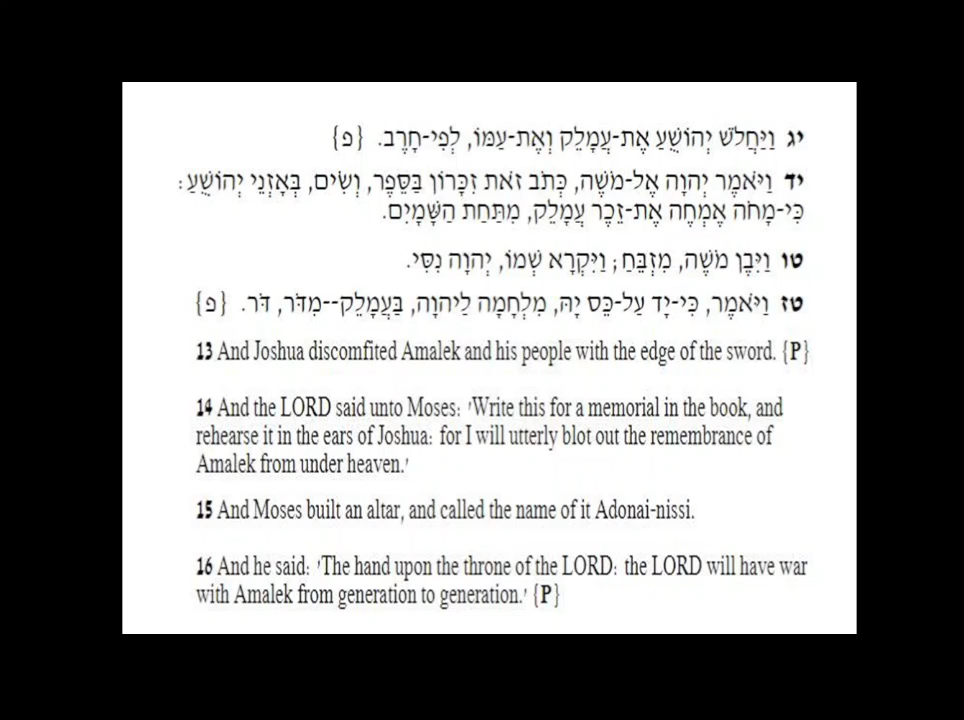 יג וַיַּחֲלֹשׁ יְהוֹשֻׁעַ אֶת-עֲמָלֵק וְאֶת-עַמּוֹ, לְפִי-חָרֶב. {פ}
יד וַיֹּאמֶר יְהוָה אֶל-מֹשֶׁה, כְּתֹב זֹאת זִכָּרוֹן בַּסֵּפֶר, וְשִׂים, בְּאָזְנֵי יְהוֹשֻׁעַ:
כִּי-מָחֹה אֶמְחֶה אֶת-זֵכֶר עֲמָלֵק, מִתַּחַת הַשָּׁמָיִם.
טו וַיִּבֶן מֹשֶׁה, מִזְבֵּחַ; וַיִּקְרָא שְׁמוֹ, יְהוָה נִסִּי.
טז וַיֹּאמֶר, כִּי-יָד עַל-כֵּס יָהּ, מִלְחָמָה לַיהוָה, בַּעֲמָלֵק--מִדֹּר, דֹּר. {פ}
13 And Joshua discomfited Amalek and his people with the edge of the sword. {P}
14 And the LORD said unto Moses: 'Write this for a memorial in the book, and
rehearse it in the ears of Joshua: for I will utterly blot out the remembrance of
Amalek from under heaven.'
15 And Moses built an altar, and called the name of it Adonai-nissi.
16 And he said: 'The hand upon the throne of the LORD: the LORD will have war
with Amalek from generation to generation.' {P}